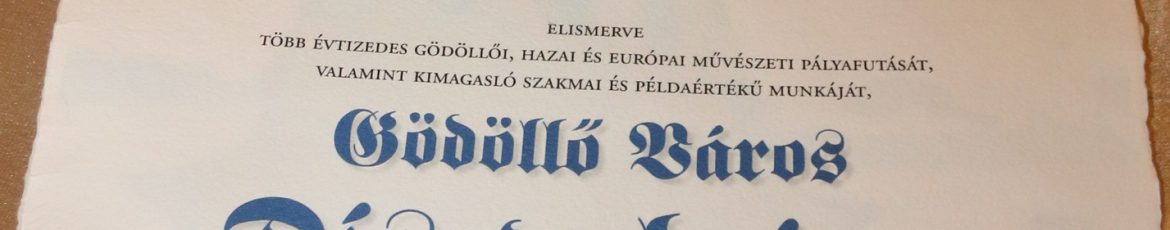 ELISMERVE
TÖBB ÉVTIZEDES GÖDÖLLŐI, HAZAI ÉS EURÓPAI MŰVÉSZETI PÁLYAFUTÁSÁT,
VALAMINT KIMAGASLÓ SZAKMAI ÉS PÉLDAÉRTÉKŰ MUNKÁJÁT,
Gödöllő Város